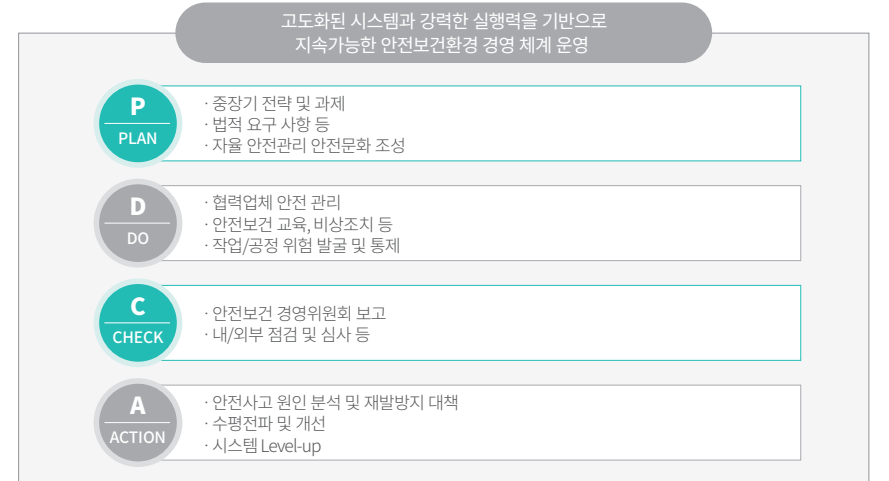 고도화된 시스템과 강력한 실행력을 기반으로
지속가능한 안전보건환경 경영 체계 운영
P
PLAN
· 중장기 전략 및 과제
· 법적 요구 사항 등
· 자율 안전관리 안전문화 조성
D
DO
· 협력업체 안전 관리
· 안전보건 교육, 비상조치 등
· 작업/공정 위험 발굴 및 통제
C
CHECK
· 안전보건 경영위원회 보고
· 내/외부 점검 및 심사 등
A
ACTION
· 안전사고 원인 분석 및 재발방지 대책
· 수평전파 및 개선
· 시스템 Level-up